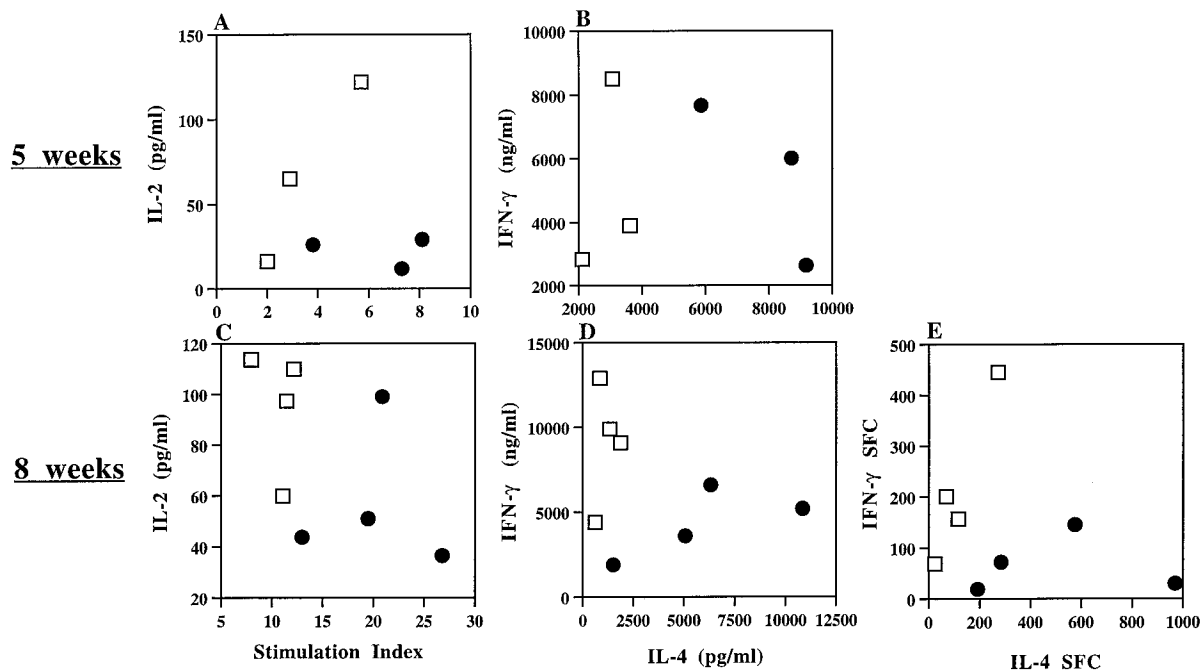 A
150
100
50
0
0 2 4 6 8 10
IL-2 (pg/ml)
B
10000
8000
6000
4000
2000
2000 4000 6000 8000 10000
IFN-γ (ng/ml)
5 weeks
C
120
100
80
60
40
20
5 10 15 20 25 30
IL-2 (pg/ml)
Stimulation Index
D
15000
10000
5000
0
0 2500 5000 7500 10000 12500
IFN-γ (ng/ml)
IL-4 (pg/ml)
E
500
400
300
200
100
0
0 200 400 600 800 1000
IFN-γ SFC
IL-4 SFC
8 weeks